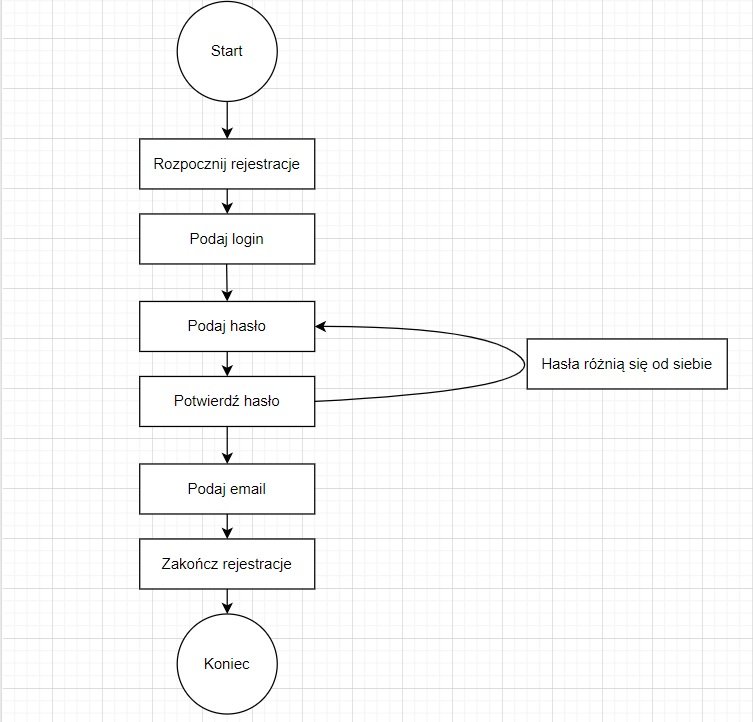 Start
Rozpocznij rejestracje
Podaj login
Podaj hasło
Hasła różnią się od siebie
Potwierdź hasło
Podaj email
Zakończ rejestracje
Koniec